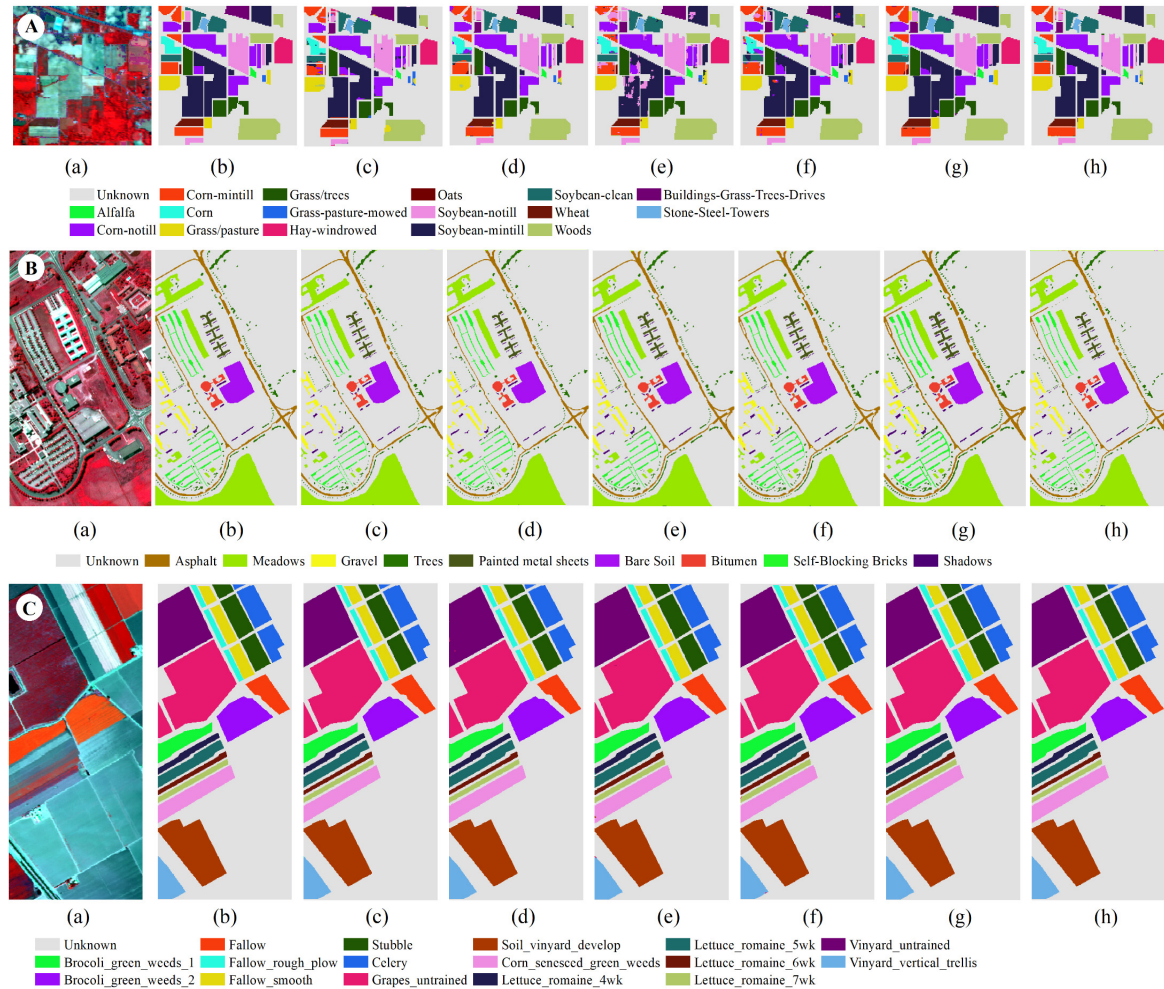 A
(a) (b) (c) (d) (e) (f) (g) (h)
Unknown Corn-mintill Grass/trees Oats Soybean-clean Buildings-Grass-Trees-Drives
Alfalfa Corn Grass-pasture-mowed Soybean-notill Wheat Stone-Steel-Towers
Corn-notill Grass/pasture Hay-windrowed Soybean-mintill Woods
B
(a) (b) (c) (d) (e) (f) (g) (h)
Unknown Asphalt Meadows Gravel Trees Painted metal sheets Bare Soil Bitumen Self-Blocking Bricks Shadows
C
(a) (b) (c) (d) (e) (f) (g) (h)
Unknown Fallow Stubble Soil_vinyard_develop Lettuce_romaine_5wk Vinyard_untrained
Brocoli_green_weeds_1 Fallow_rough_plow Celery Corn_senesced_green_weeds Lettuce_romaine_6wk Vinyard_vertical_trellis
Brocoli_green_weeds_2 Fallow_smooth Grapes_untrained Lettuce_romaine_4wk Lettuce_romaine_7wk